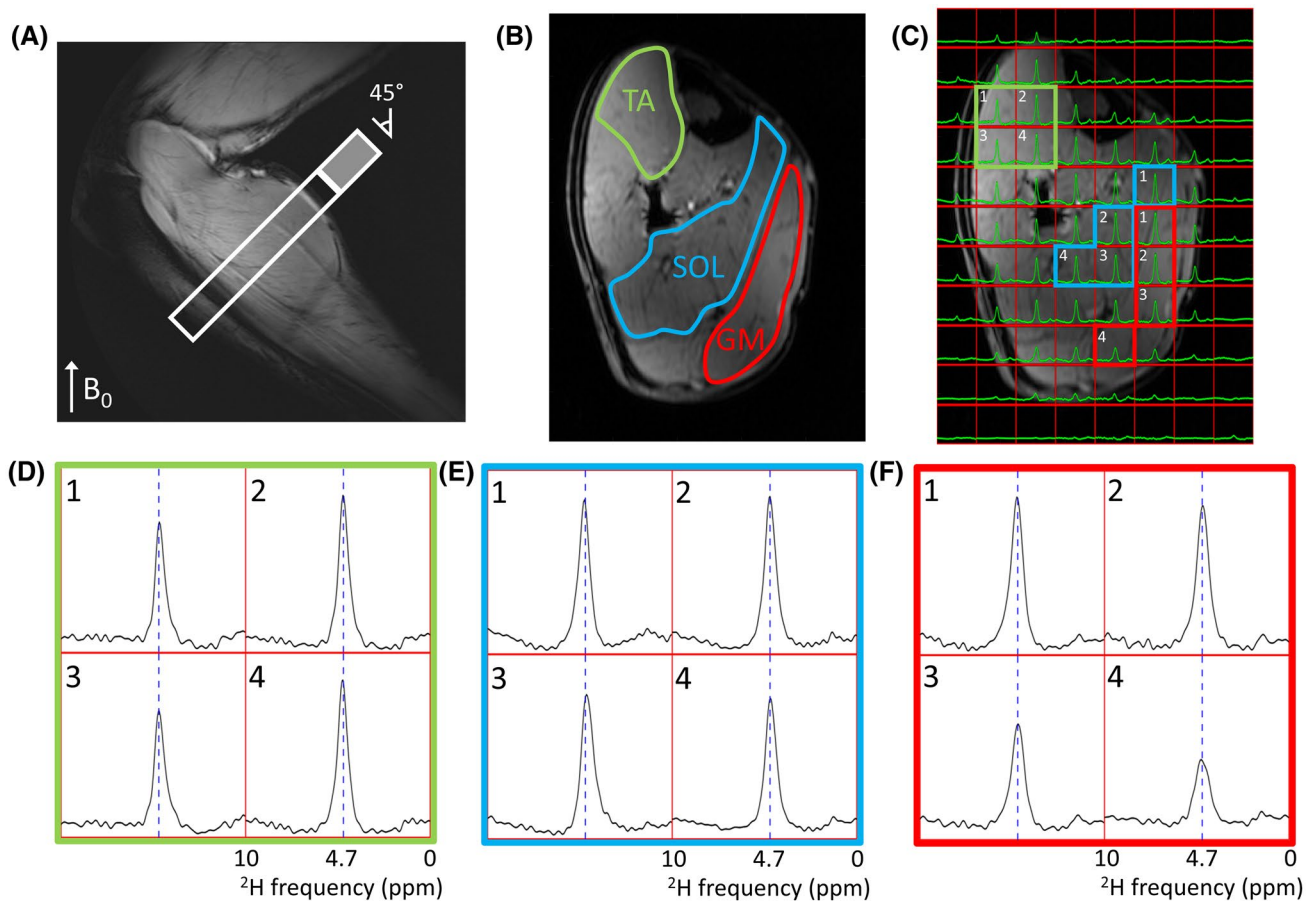 (A)
45°
B0
(B)
TA
SOL
GM
(C)
1 2
3 4
1
2 1
4 3 2
3
4
(D)
1 2
3 4
10 4.7 0
²H frequency (ppm)
(E)
1 2
3 4
10 4.7 0
²H frequency (ppm)
(F)
1 2
3 4
10 4.7 0
²H frequency (ppm)